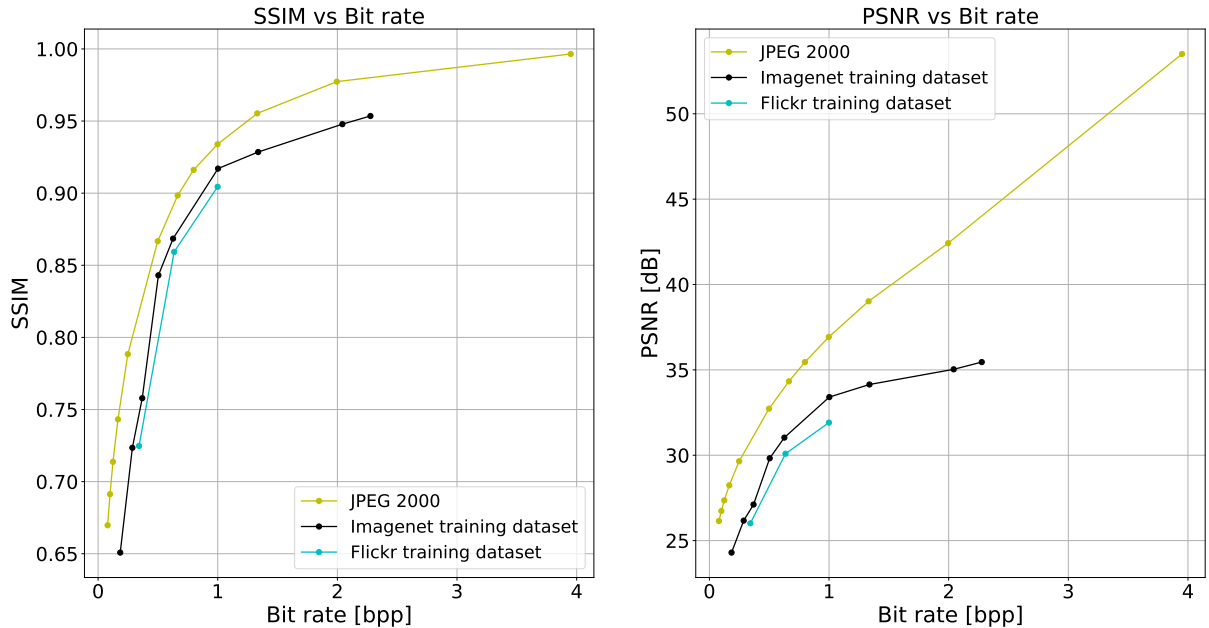 SSIM vs Bit rate
1.00
0.95
0.90
0.85
0.80
0.75
0.70
0.65
SSIM
JPEG 2000
Imagenet training dataset
Flickr training dataset
0 1 2 3 4
Bit rate [bpp]
PSNR vs Bit rate
JPEG 2000
Imagenet training dataset
Flickr training dataset
50
45
40
35
30
25
PSNR [dB]
0 1 2 3 4
Bit rate [bpp]